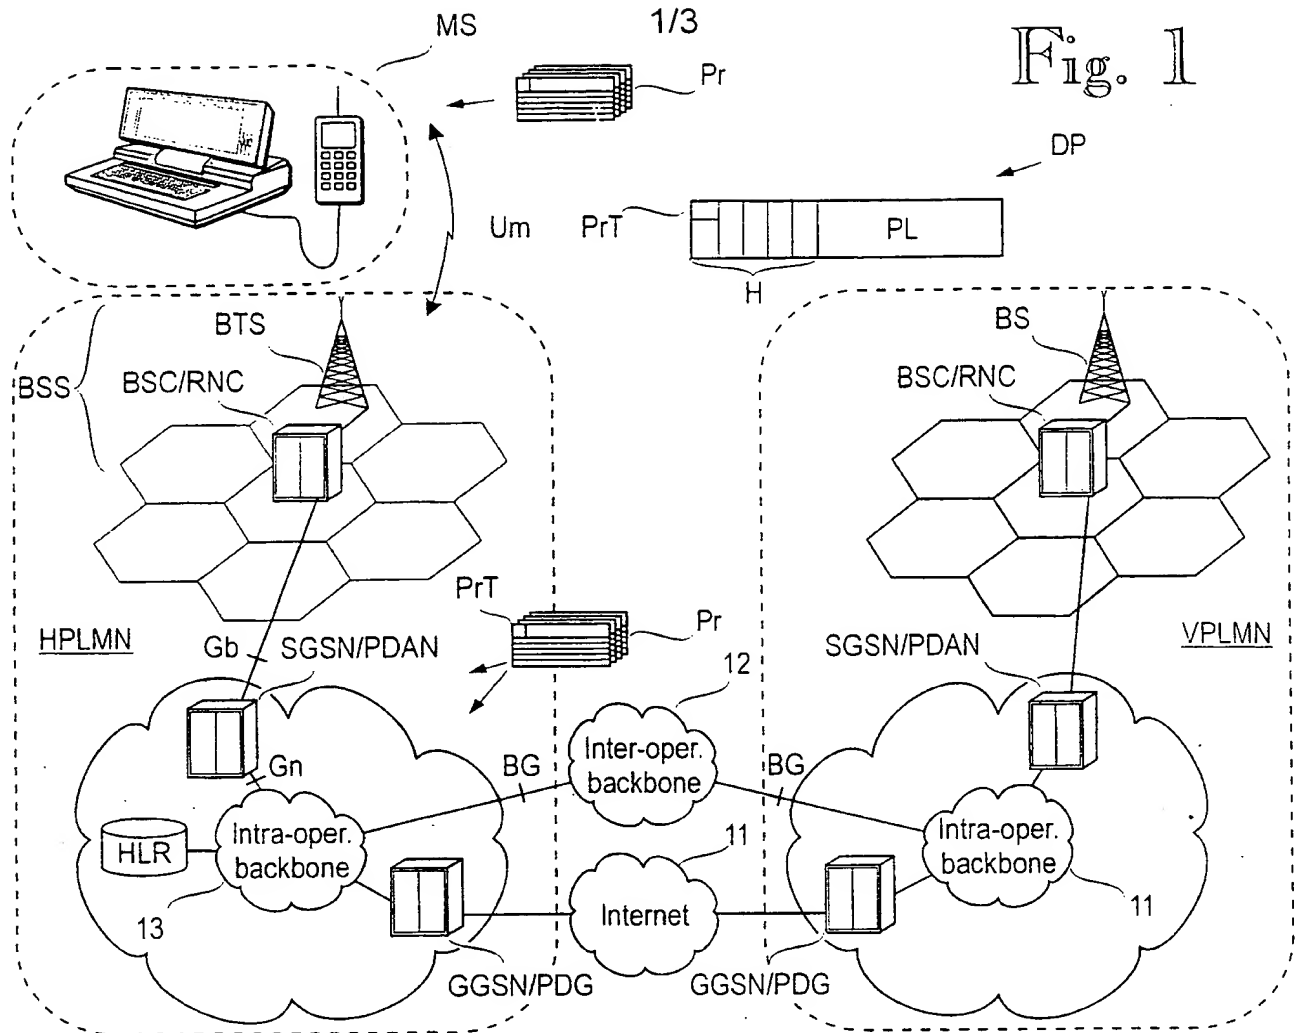 MS
1/3
Fig. 1
Pr
DP
Um
PrT
PL
H
BTS
BS
BSS
BSC/RNC
BSC/RNC
PrT
Pr
HPLMN
Gb
SGSN/PDAN
12
SGSN/PDAN
VPLMN
Gn
BG
Inter-oper.
backbone
BG
HLR
Intra-oper.
backbone
11
Intra-oper.
backbone
13
Internet
11
GGSN/PDG
GGSN/PDG